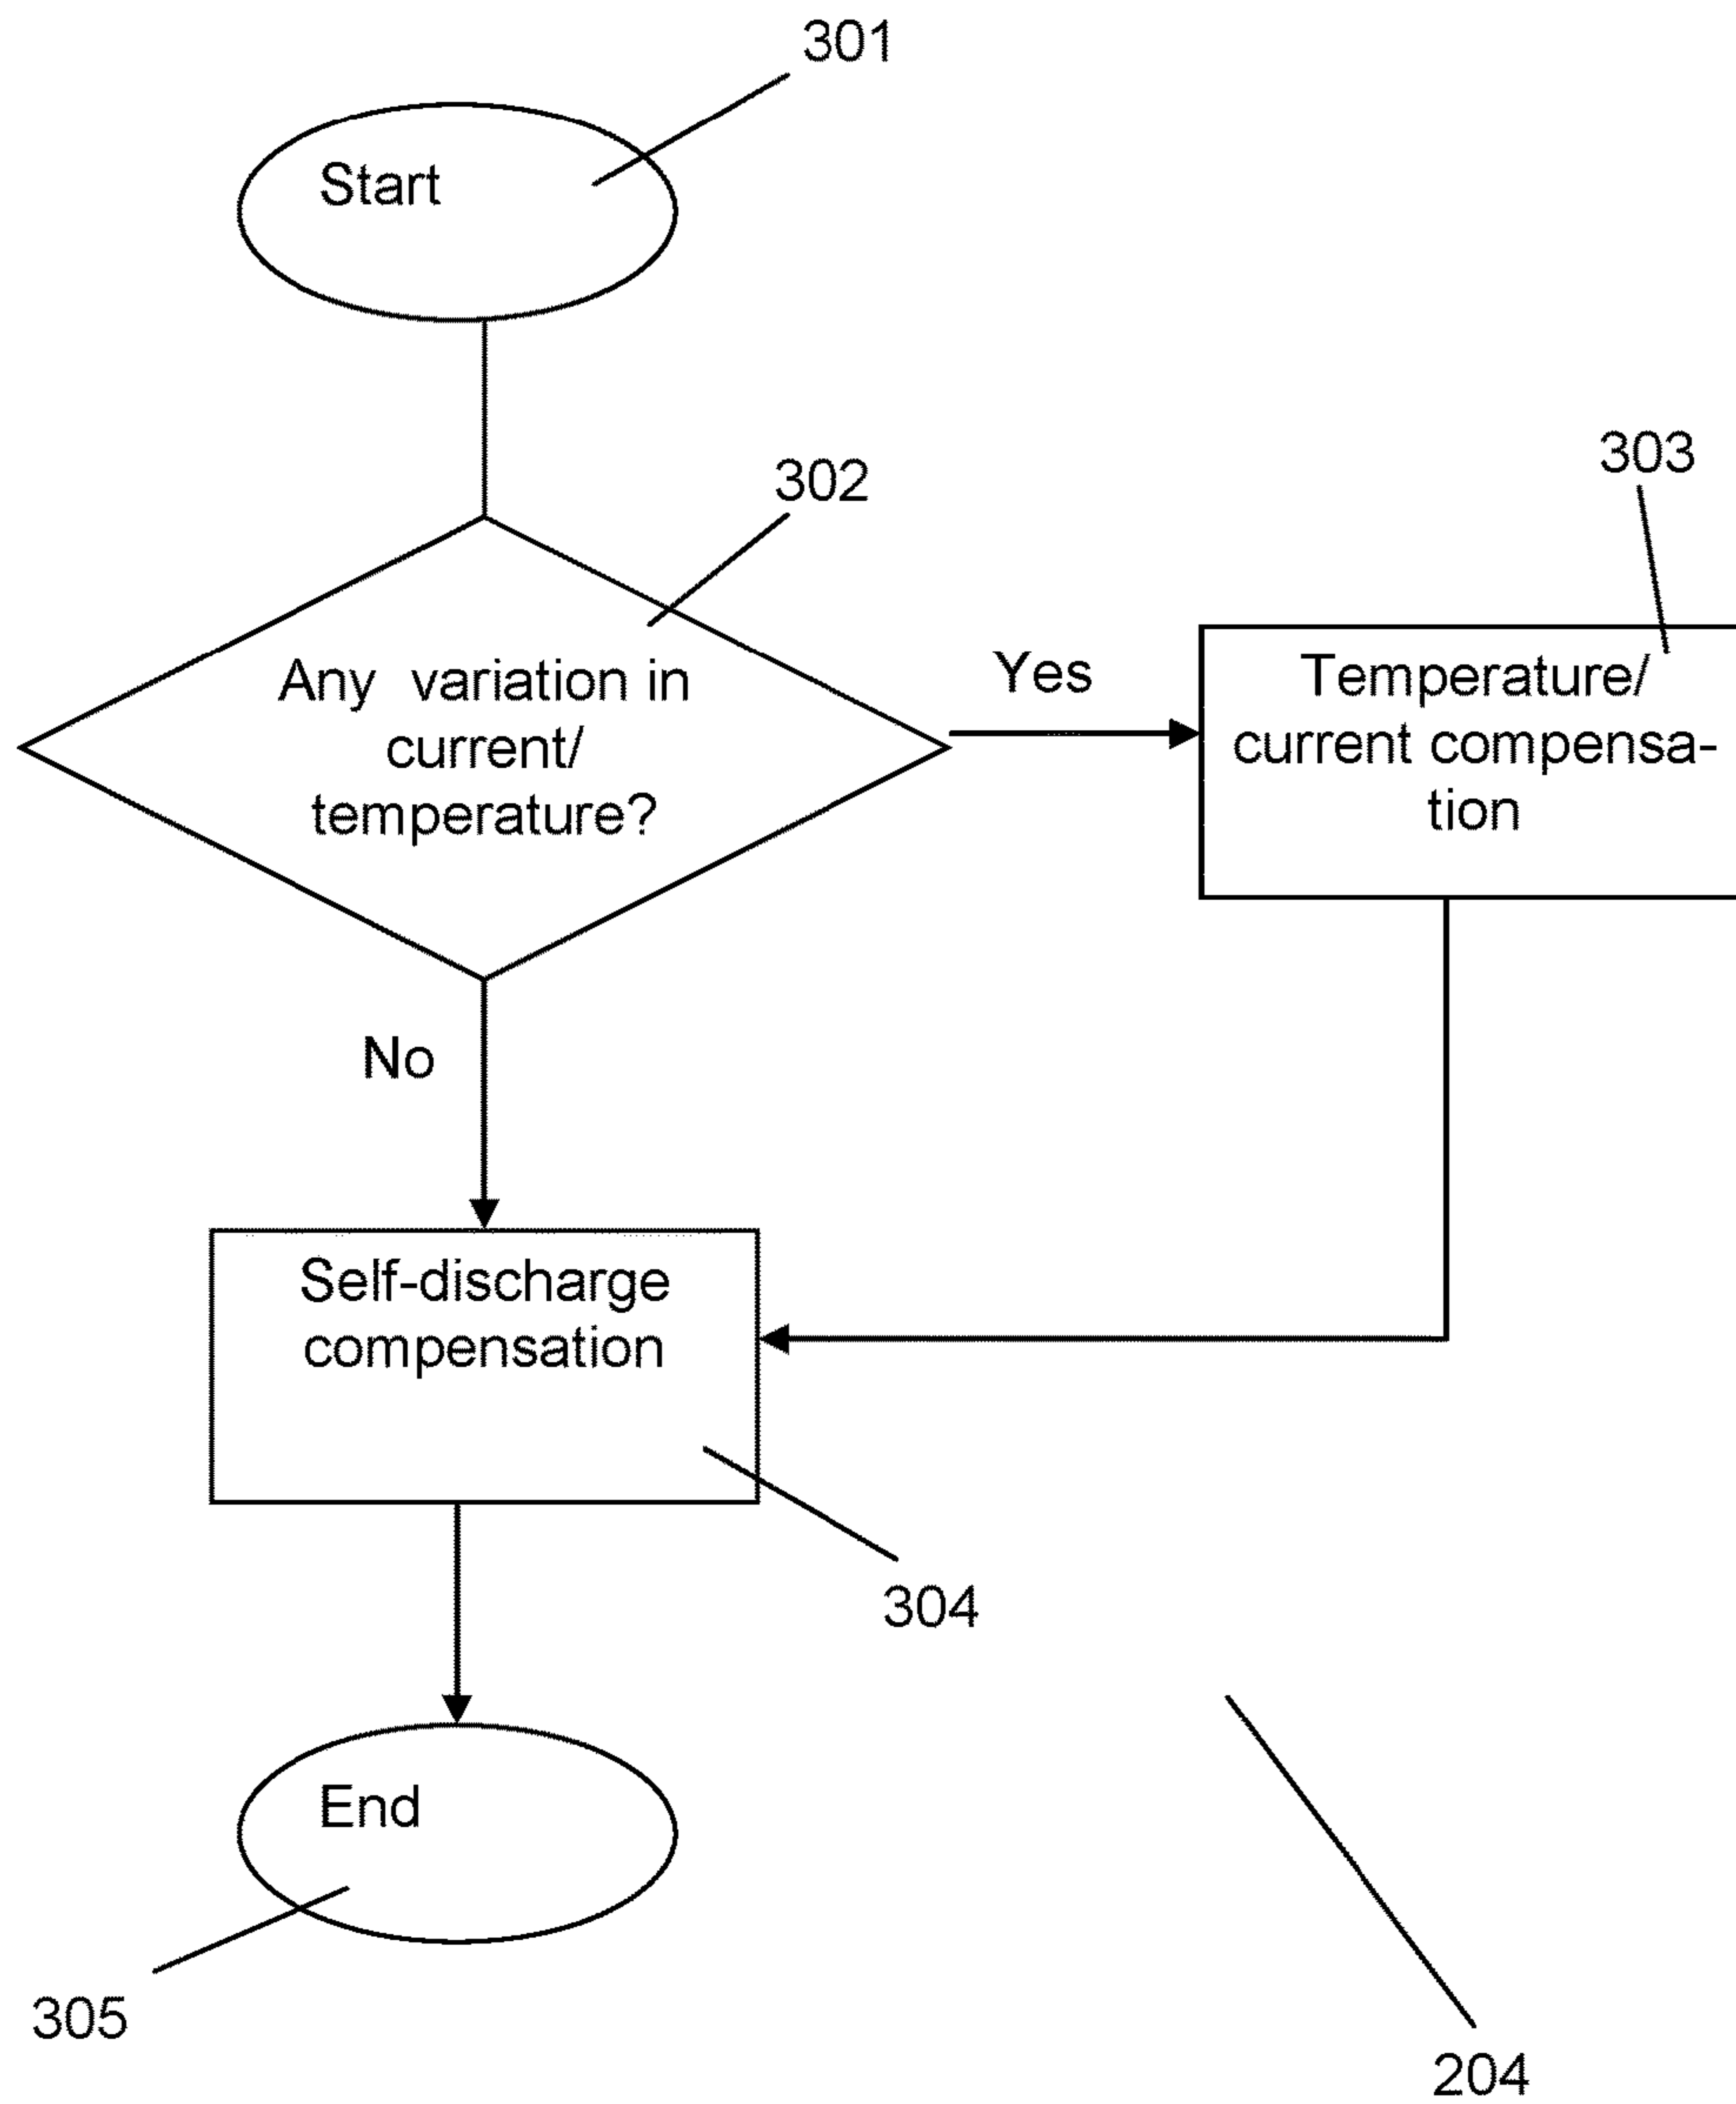 301
Start
302
303
Any variation in
current/
temperature?
Yes
Temperature/
current compensa-
tion
No
Self-discharge
compensation
304
End
305
204